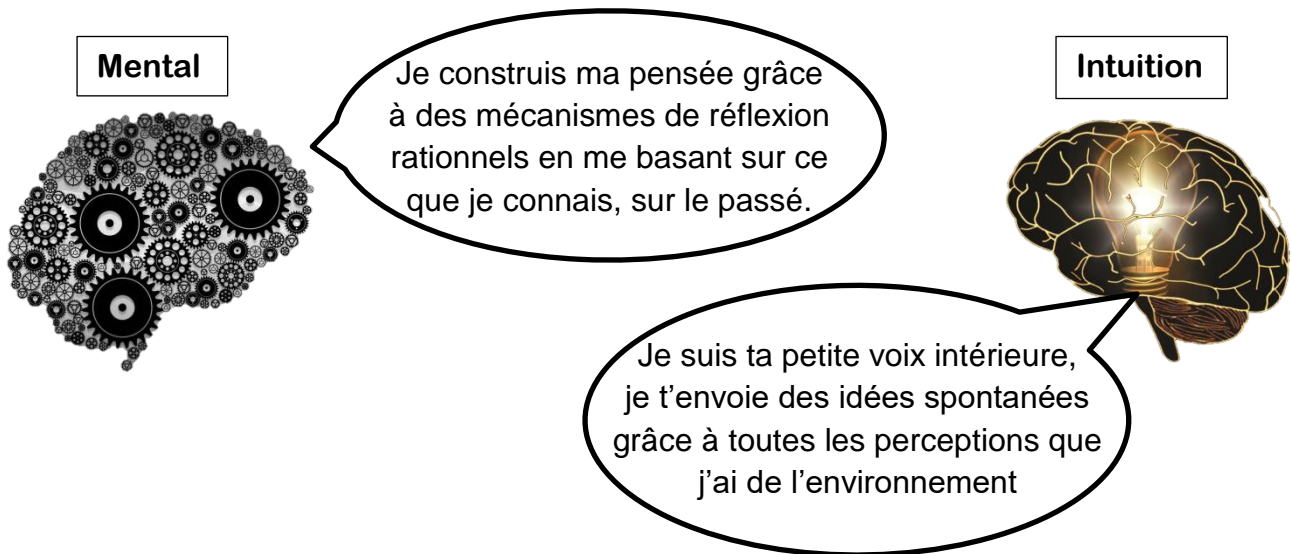 Mental
Je construis ma pensée grâce
à des mécanismes de réflexion
rationnels en me basant sur ce
que je connais, sur le passé.
Intuition
Je suis ta petite voix intérieure,
je t'envoie des idées spontanées
grâce à toutes les perceptions que
j'ai de l'environnement